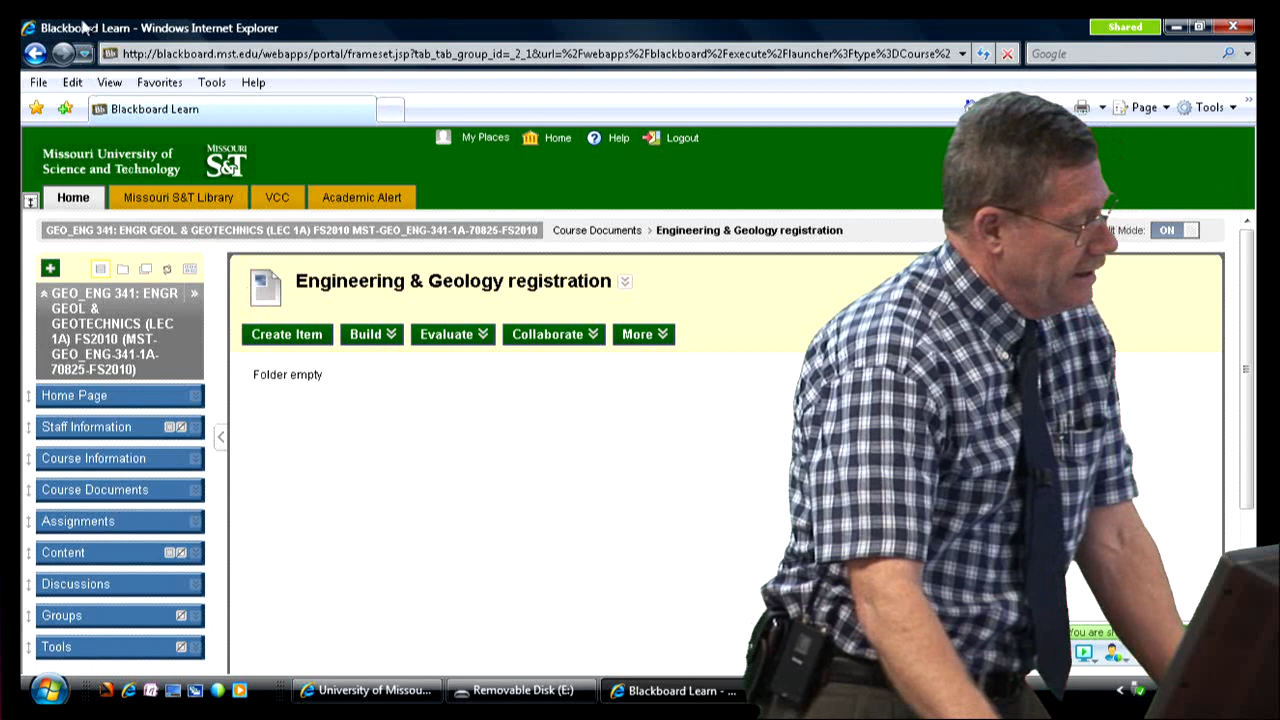 Blackboard Learn - Windows Internet Explorer
Shared
http://blackboard.mst.edu/webapps/portal/frameset.jsp?tab_tab_group_id=_2_1&url=%2Fwebapps%2Fblackboard%2Fexecute%2Flauncher%3Ftype%3DCourse%2
Google
File Edit View Favorites Tools Help
Blackboard Learn
Page Tools
My Places Home Help Logout
Missouri University of
Science and Technology
MISSOURI
S&T
Home Missouri S&T Library VCC Academic Alert
GEO_ENG 341: ENGR GEOL & GEOTECHNICS (LEC 1A) FS2010 MST-GEO_ENG-341-1A-70825-FS2010 Course Documents > Engineering & Geology registration
Mode: ON
GEO_ENG 341: ENGR
GEOL &
GEOTECHNICS (LEC
1A) FS2010 (MST-
GEO_ENG-341-1A-
70825-FS2010)
Engineering & Geology registration
Create Item Build Evaluate Collaborate More
Folder empty
Home Page
Staff Information
Course Information
Course Documents
Assignments
Content
Discussions
Groups
Tools
You are
University of Missou... Removable Disk (E:) Blackboard Learn - ...